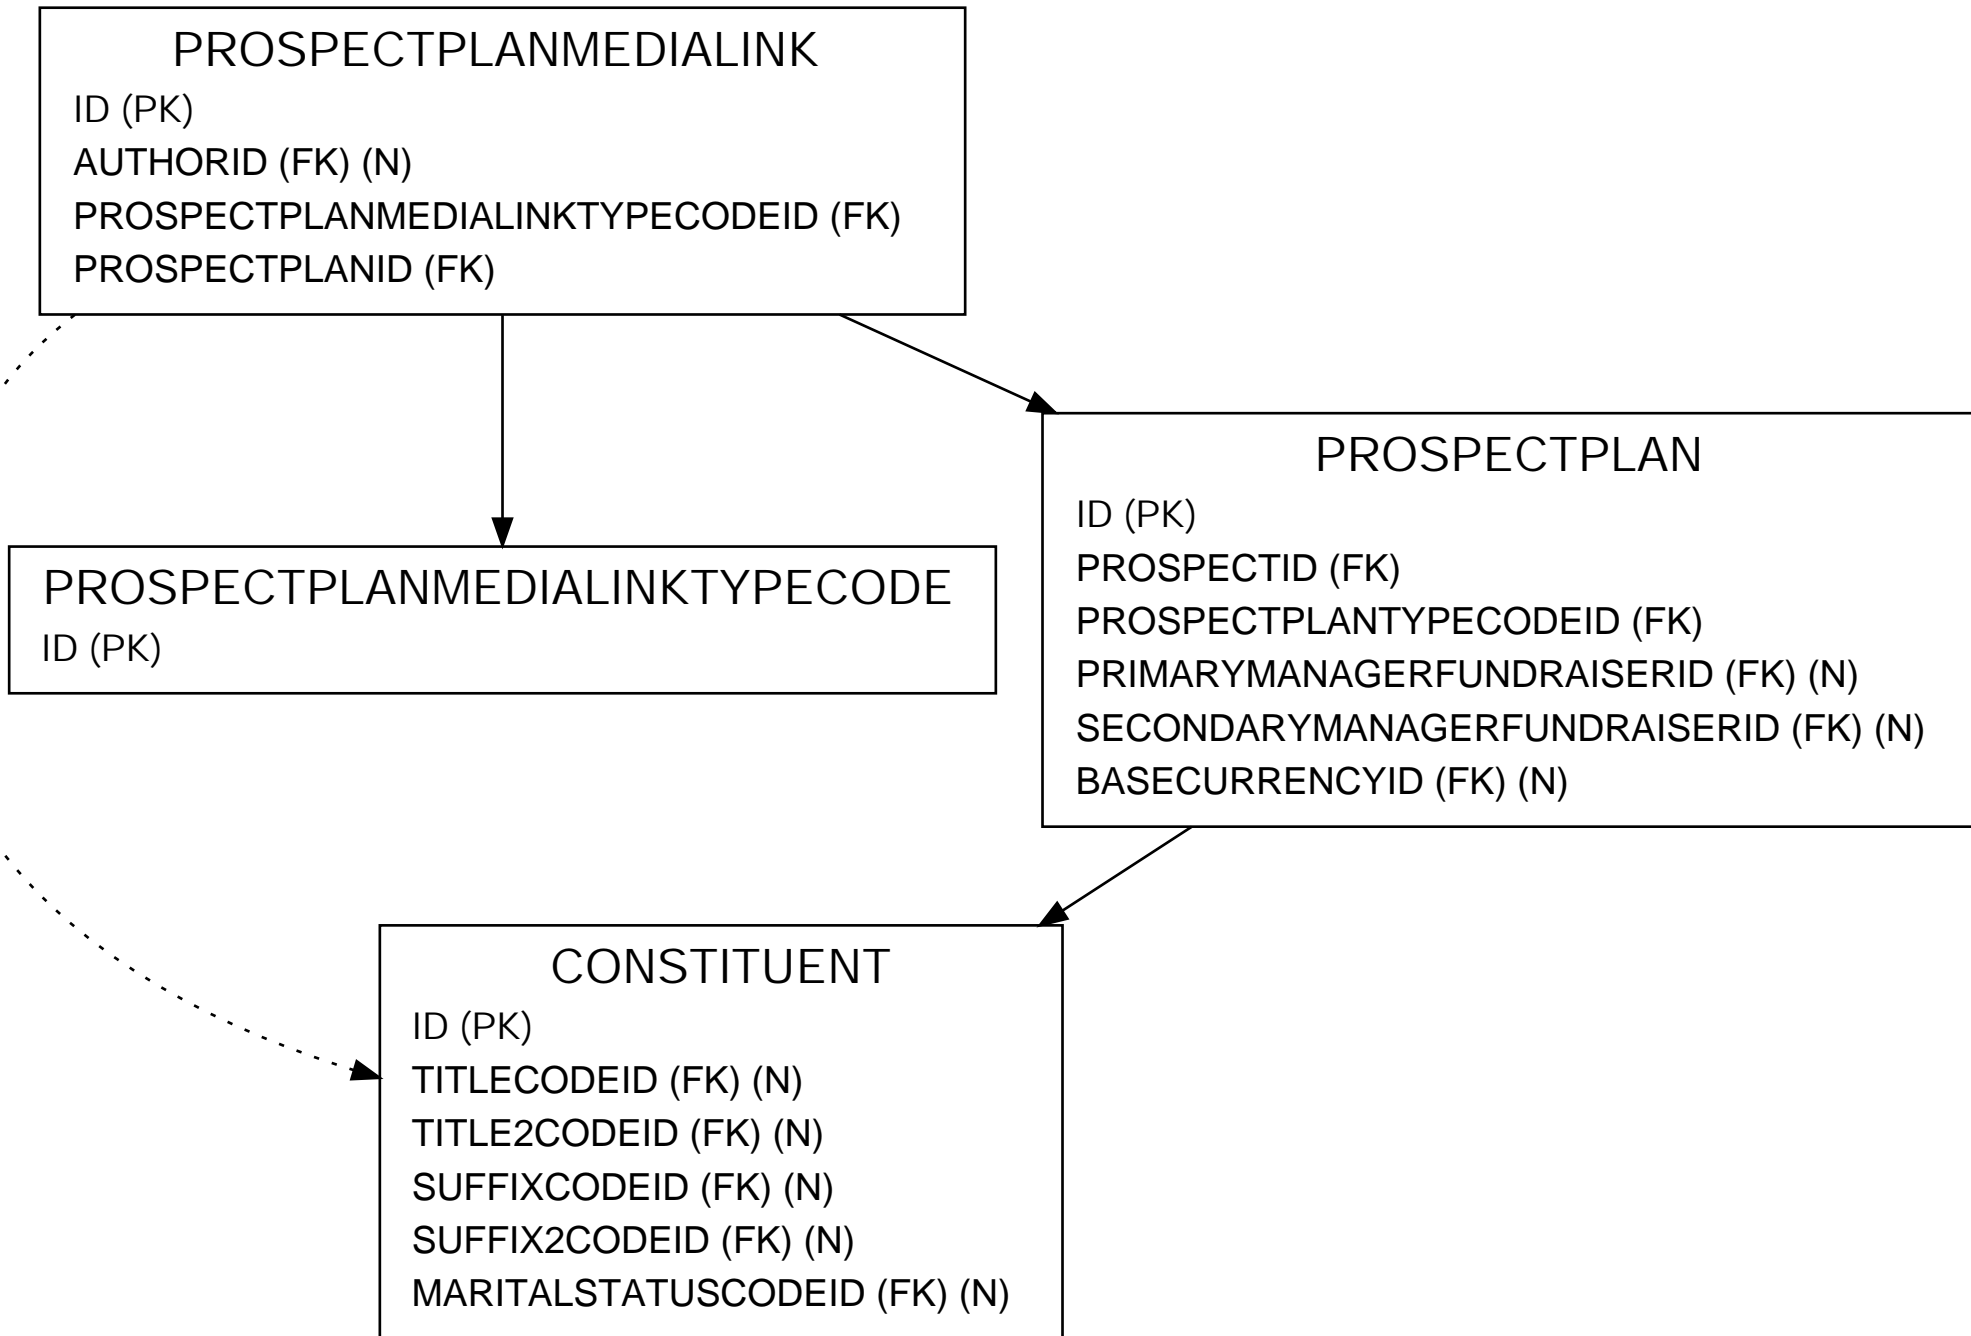 PROSPECTPLANMEDIALINK
ID (PK)
AUTHORID (FK) (N)
PROSPECTPLANMEDIALINKTYPECODEID (FK)
PROSPECTPLANID (FK)
PROSPECTPLAN
ID (PK)
PROSPECTID (FK)
PROSPECTPLANTYPECODEID (FK)
PRIMARYMANAGERFUNDRAISERID (FK) (N)
SECONDARYMANAGERFUNDRAISERID (FK) (N)
BASECURRENCYID (FK) (N)
PROSPECTPLANMEDIALINKTYPECODE
ID (PK)
CONSTITUENT
ID (PK)
TITLECODEID (FK) (N)
TITLE2CODEID (FK) (N)
SUFFIXCODEID (FK) (N)
SUFFIX2CODEID (FK) (N)
MARITALSTATUSCODEID (FK) (N)